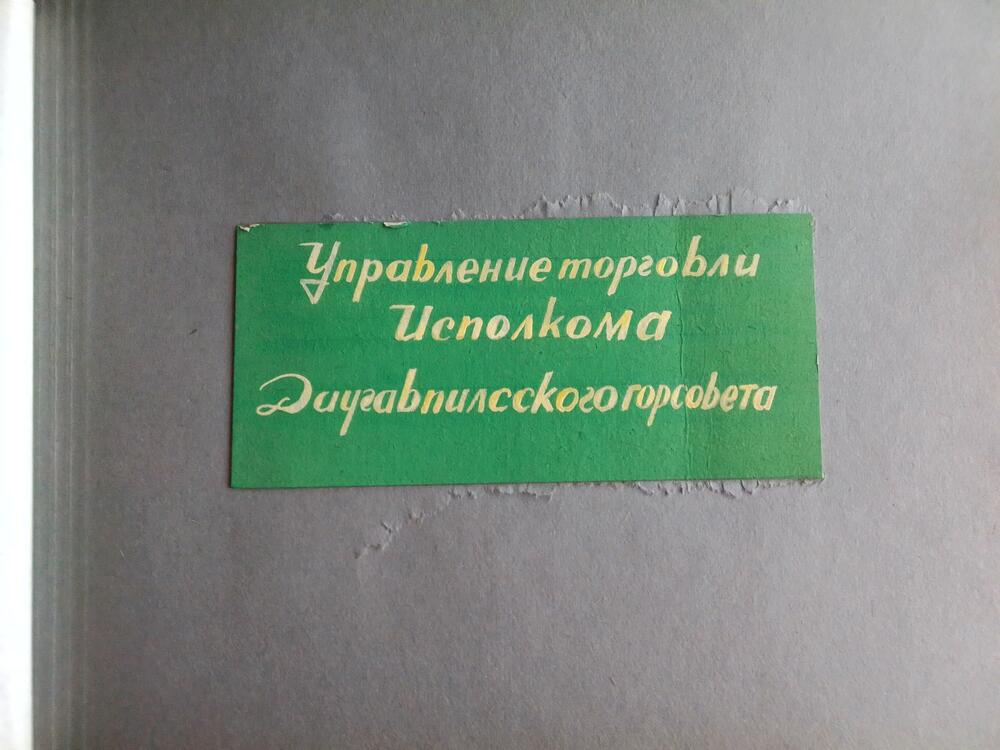 Управление торговли
Исполкома
Даугавпилсского горсовета